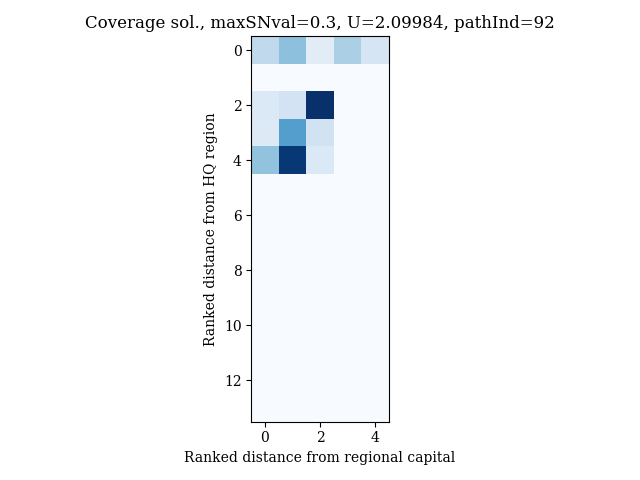 Coverage sol., maxSNval=0.3, U=2.09984, pathInd=92
0
2
4
6
8
10
12
Ranked distance from HQ region
0 2 4
Ranked distance from regional capital